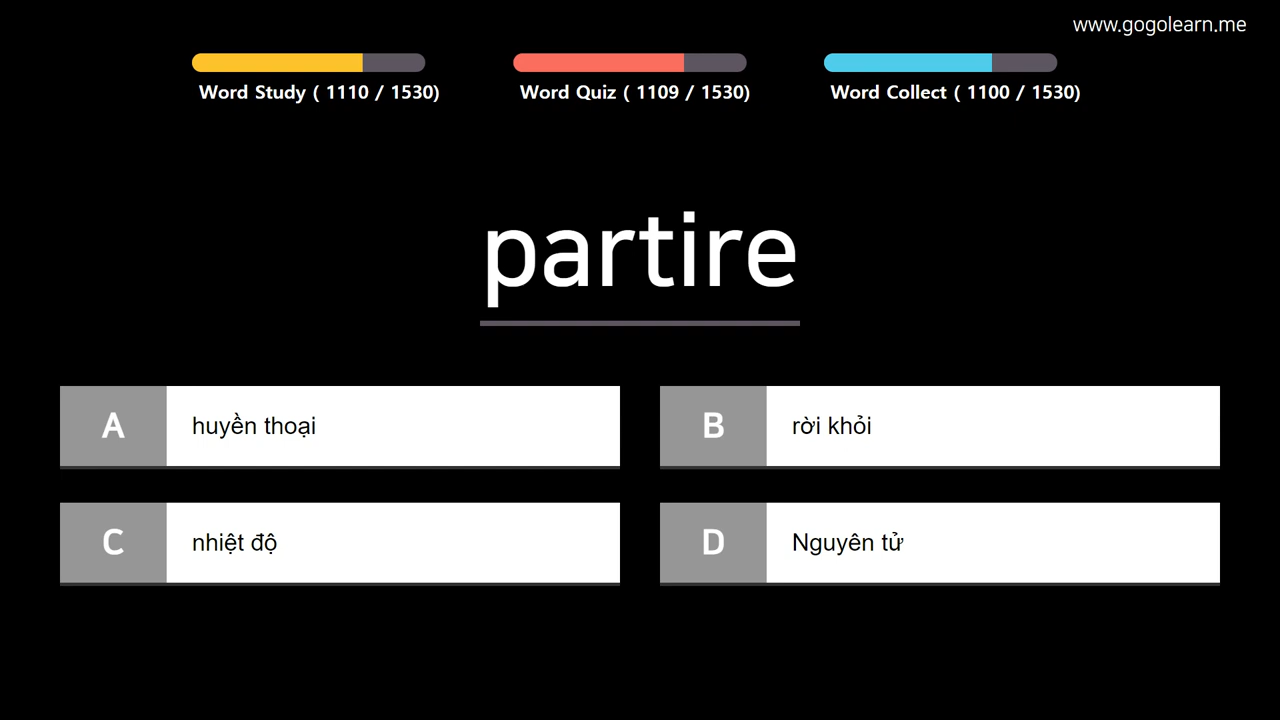 www.gogolearn.me
Word Study ( 1110 / 1530)
Word Quiz ( 1109 / 1530)
Word Collect ( 1100 / 1530)
partire
A huyền thoại
B rời khỏi
C nhiệt độ
D Nguyên tử